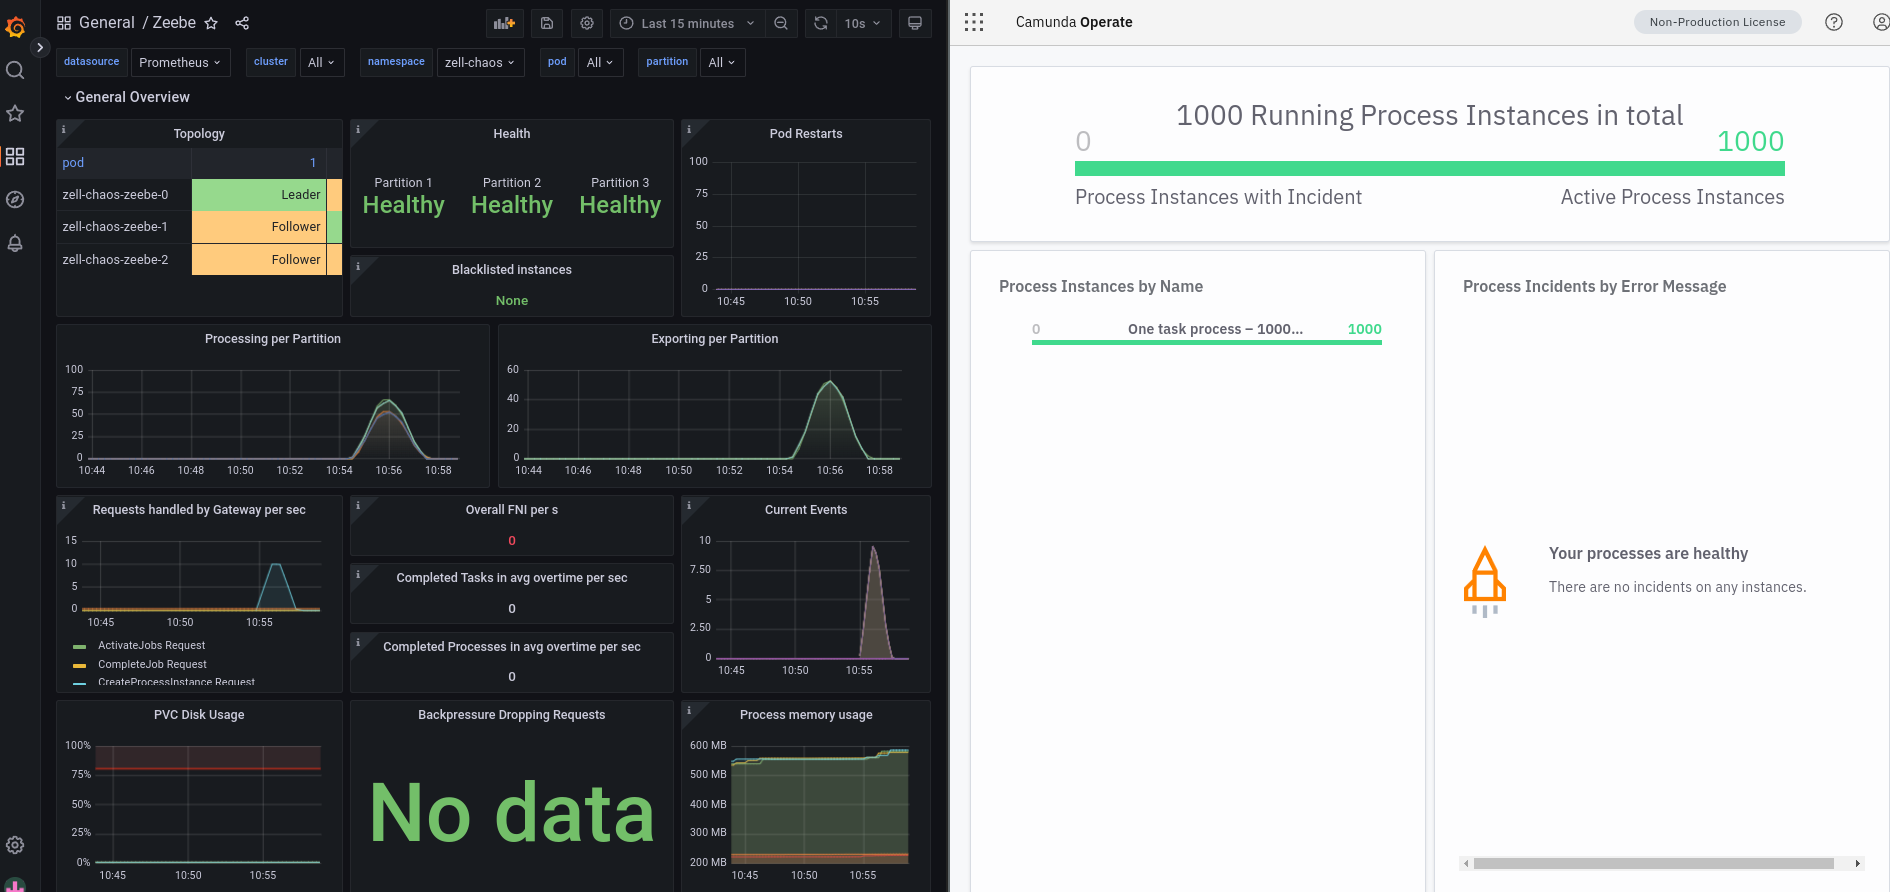 General / Zeebe
Last 15 minutes
10s
datasource Prometheus cluster All namespace zell-chaos pod All partition All
General Overview
Topology
pod 1
zell-chaos-zeebe-0 Leader
zell-chaos-zeebe-1 Follower
zell-chaos-zeebe-2 Follower
Health
Partition 1 Partition 2 Partition 3
Healthy Healthy Healthy
Blacklisted instances
None
Pod Restarts
100
75
50
25
0
10:45 10:50 10:55
Processing per Partition
100
75
50
25
0
10:44 10:46 10:48 10:50 10:52 10:54 10:56 10:58
Exporting per Partition
60
40
20
0
10:44 10:46 10:48 10:50 10:52 10:54 10:56 10:58
Requests handled by Gateway per sec
15
10
5
0
10:45 10:50 10:55
ActivateJobs Request
CompleteJob Request
CreateProcessInstance Request
Overall FNI per s
0
Completed Tasks in avg overtime per sec
0
Completed Processes in avg overtime per sec
0
Current Events
10
7.50
5
2.50
0
10:45 10:50 10:55
PVC Disk Usage
100%
75%
50%
25%
0%
10:45 10:50 10:55
Backpressure Dropping Requests
No data
Process memory usage
600 MB
500 MB
400 MB
300 MB
200 MB
10:45 10:50 10:55
Camunda Operate
Non-Production License
1000 Running Process Instances in total
0 1000
Process Instances with Incident Active Process Instances
Process Instances by Name
0 One task process – 1000... 1000
Process Incidents by Error Message
Your processes are healthy
There are no incidents on any instances.